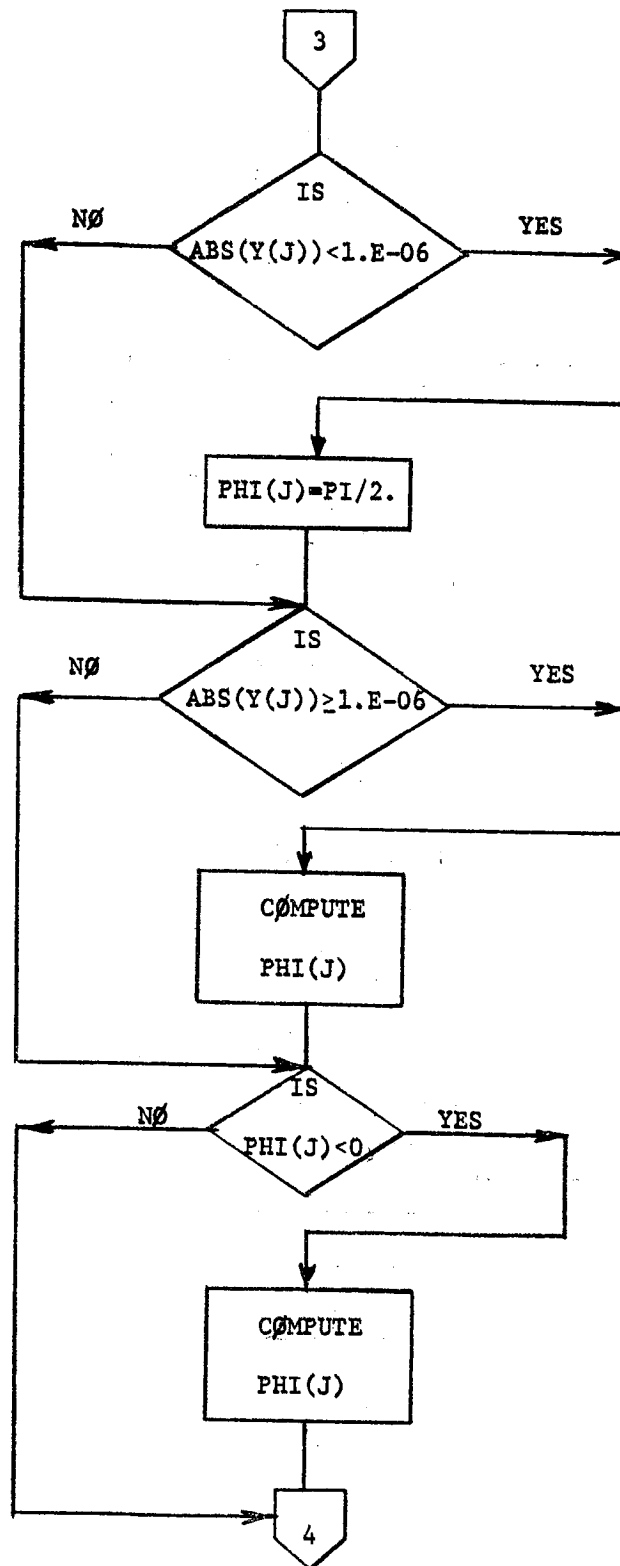 3
IS
NØ
YES
ABS(Y(J))<1.E-06
PHI(J)=PI/2.
IS
NØ
YES
ABS(Y(J))≥1.E-06
CØMPUTE
PHI(J)
IS
NØ
YES
PHI(J)<0
CØMPUTE
PHI(J)
4